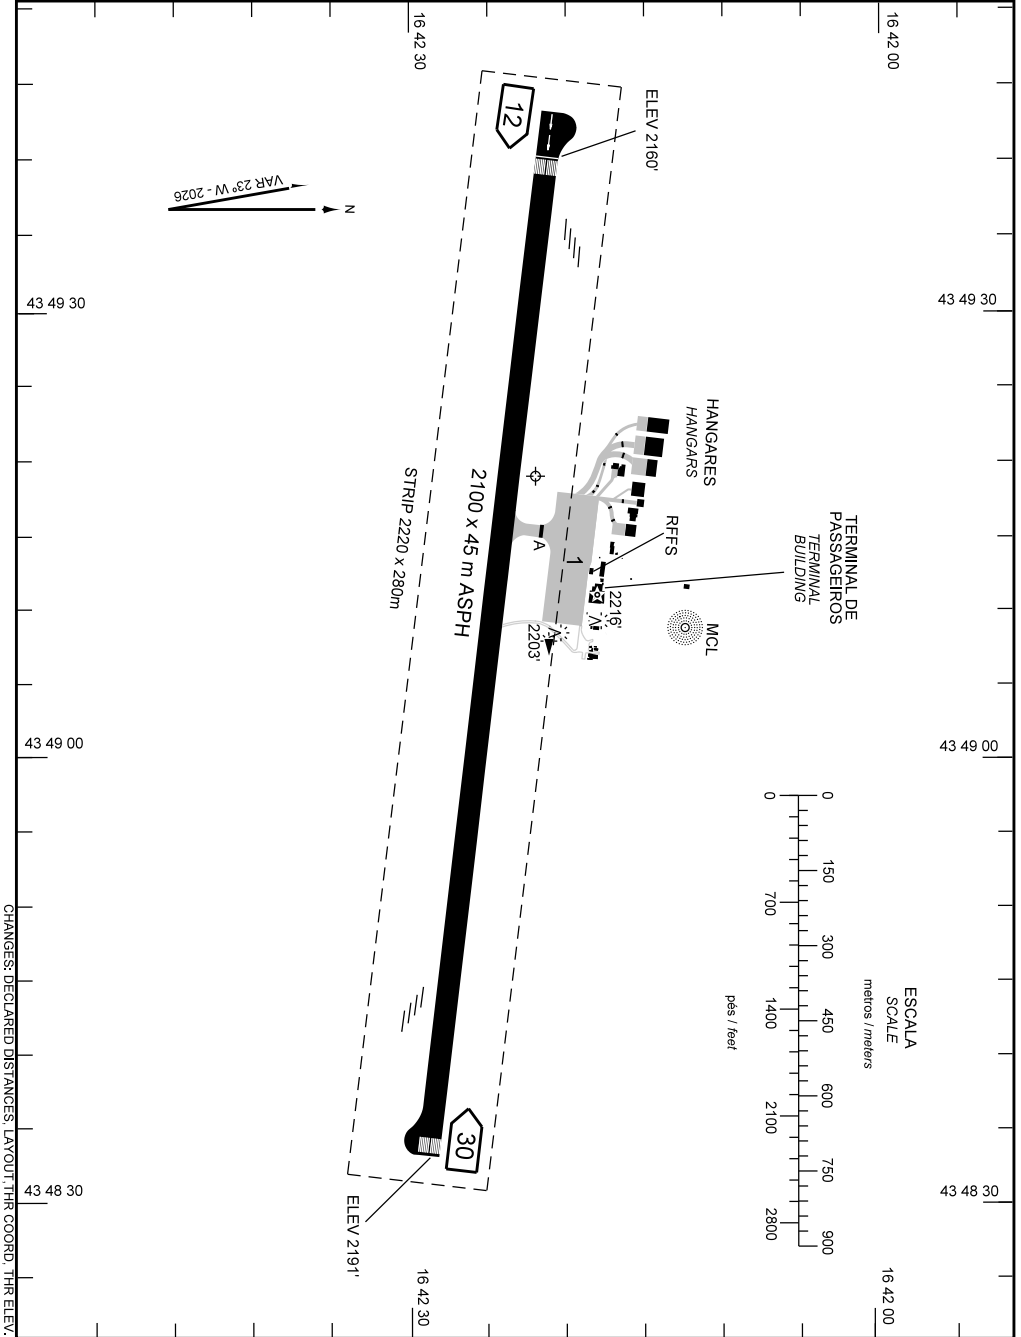 16 42 30
16 42 00
ELEV 2160'
12
VAR 23° W - 2026
N
43 49 30
43 49 30
HANGARES
HANGARS
TERMINAL DE
PASSAGEIROS
TERMINAL
BUILDING
RFFS
2100 x 45 m ASPH
STRIP 2220 x 280m
A
1
2216'
2203'
MCL
43 49 00
43 49 00
ESCALA
SCALE
metros / meters
0 150 300 450 600 750 900
0 700 1400 2100 2800
pés / feet
30
ELEV 2191'
43 48 30
43 48 30
16 42 30
16 42 00
CHANGES: DECLARED DISTANCES, LAYOUT,THR COORD, THR ELEV.